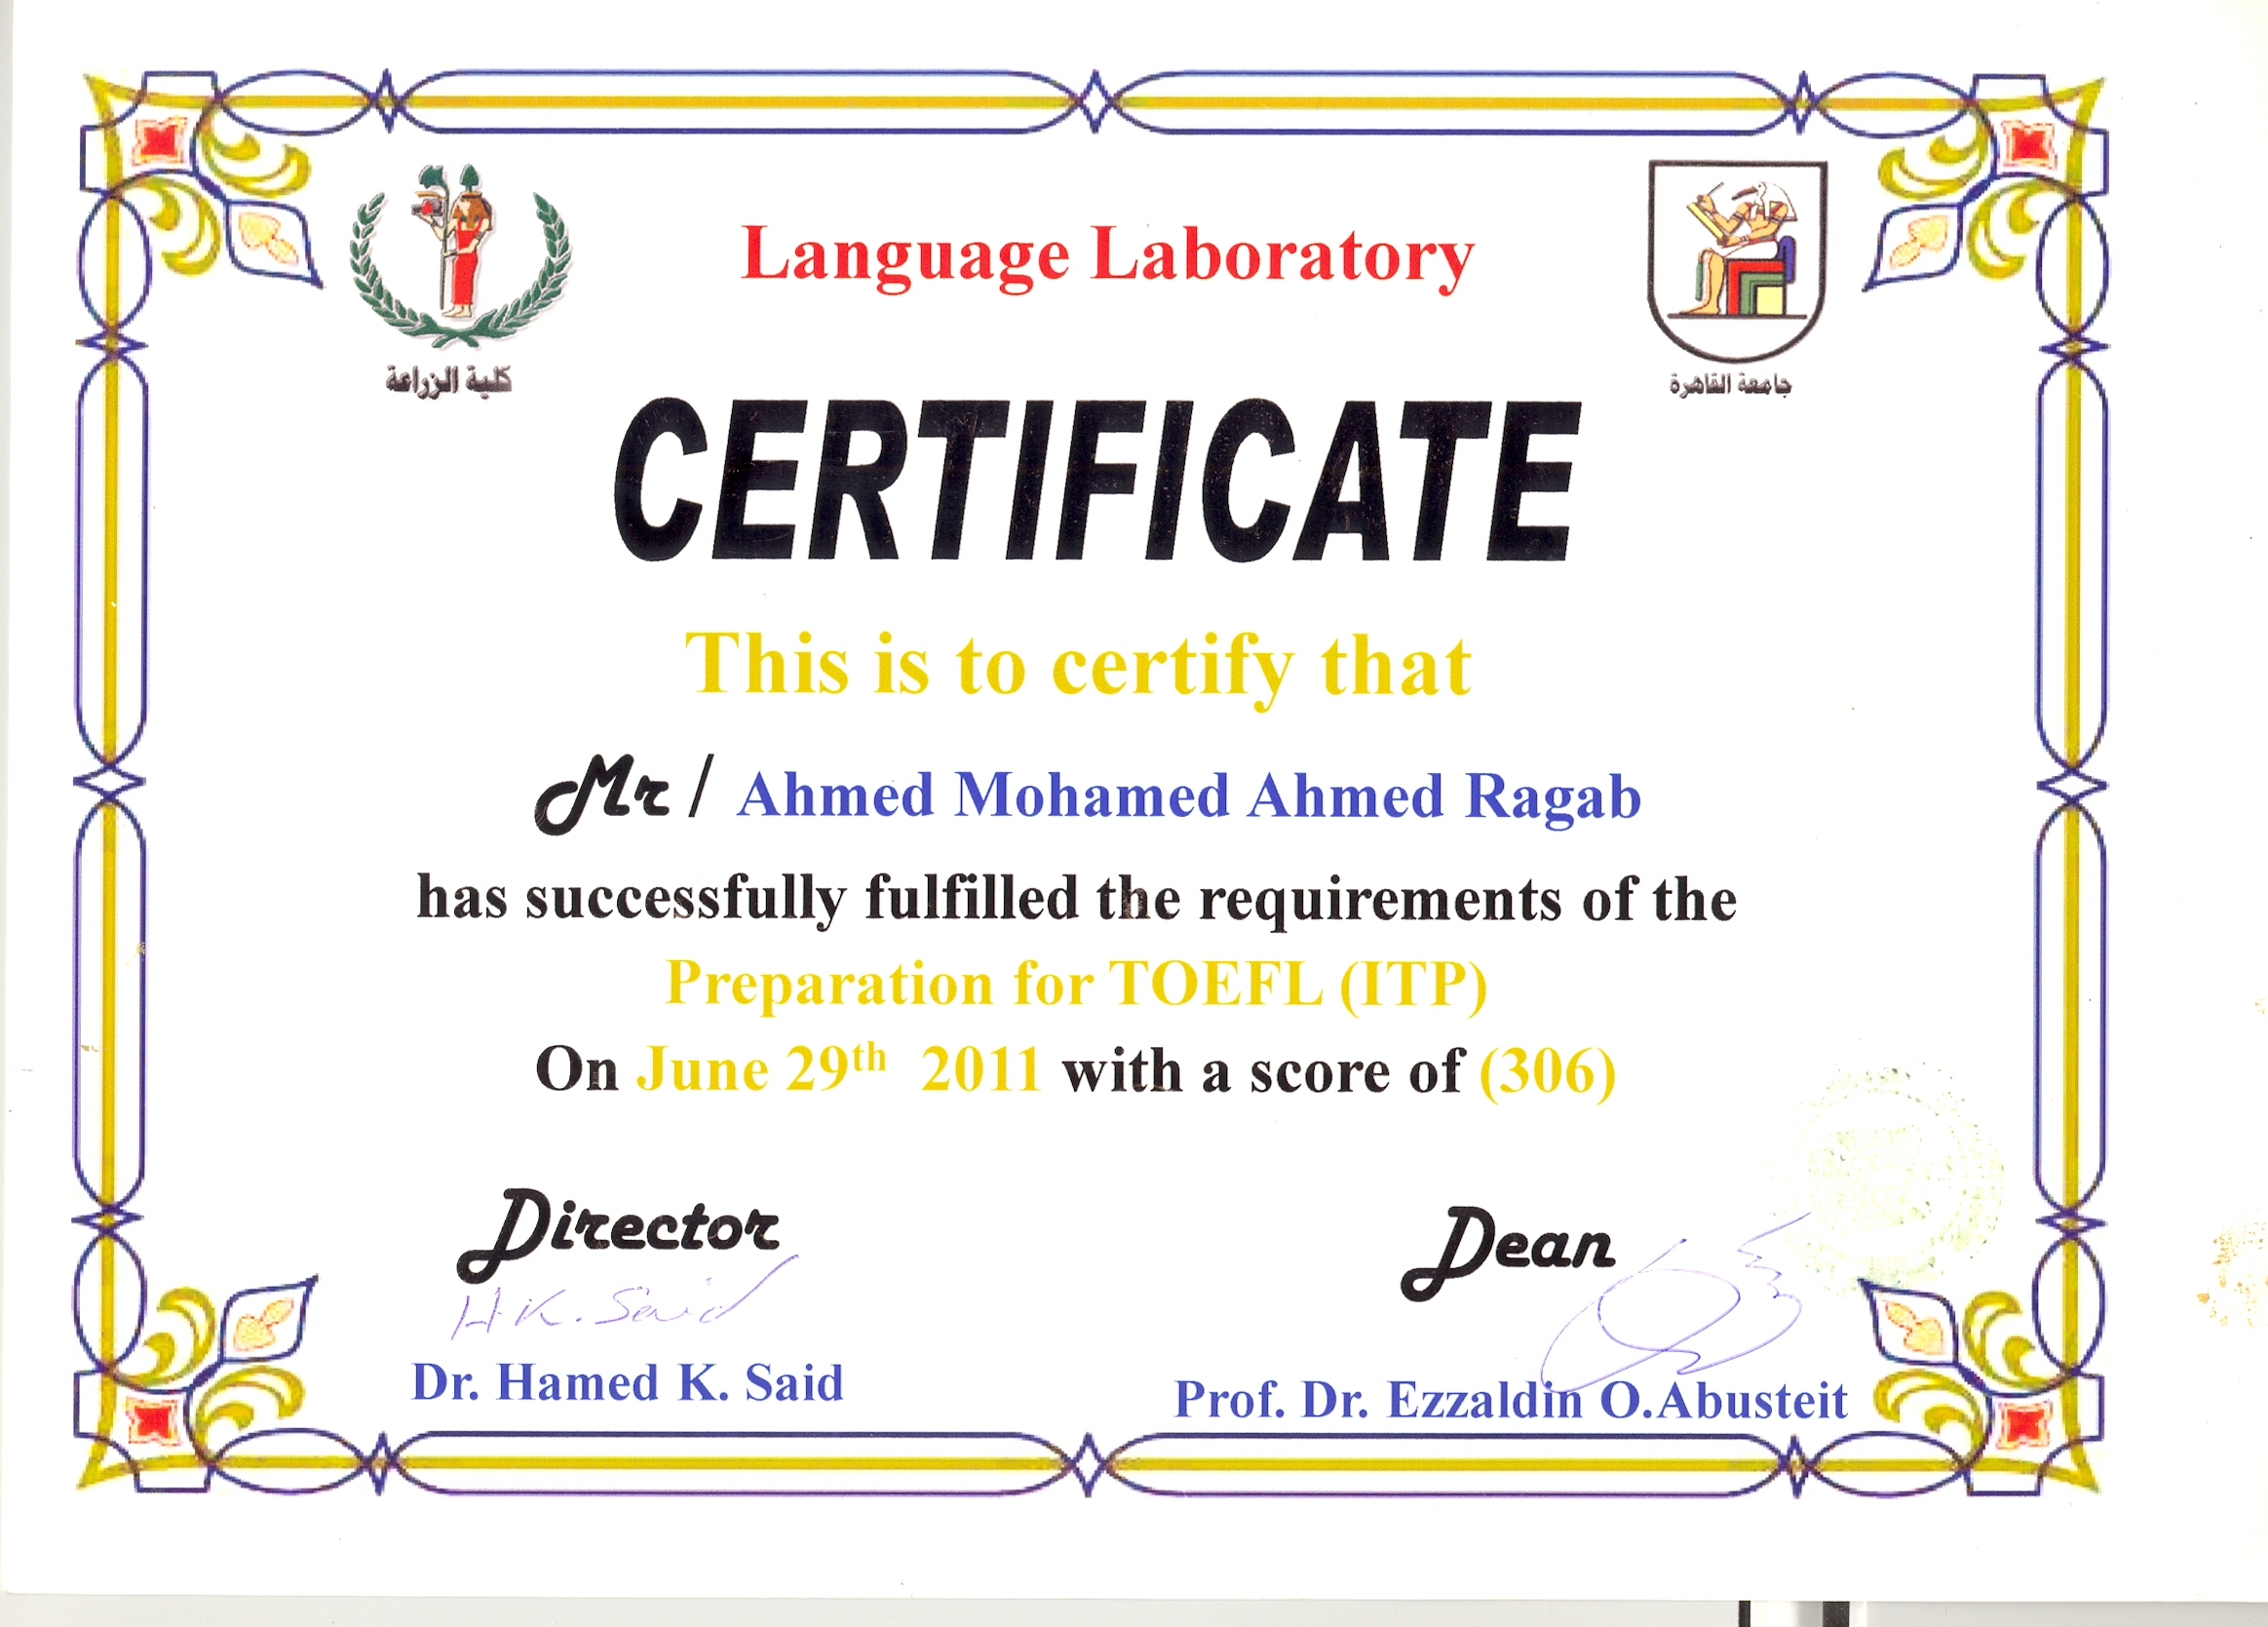 Language Laboratory
كلية الزراعة
جامعة القاهرة
CERTIFICATE
This is to certify that
Mr / Ahmed Mohamed Ahmed Ragab
has successfully fulfilled the requirements of the
Preparation for TOEFL (ITP)
On June 29th 2011 with a score of (306)
Director
H K. Said
Dr. Hamed K. Said
Dean
Prof. Dr. Ezzaldin O.Abusteit